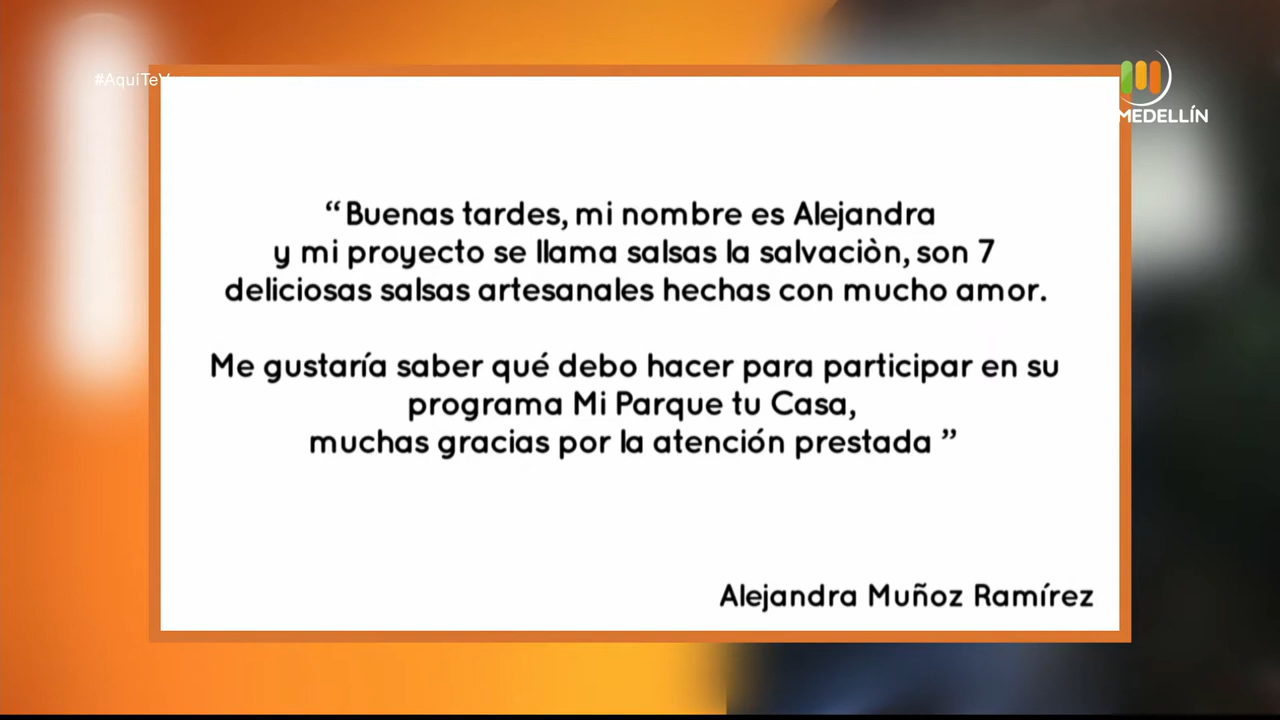 #AquíTeV
MEDELLÍN
“ Buenas tardes, mi nombre es Alejandra
y mi proyecto se llama salsas la salvaciòn, son 7
deliciosas salsas artesanales hechas con mucho amor.
Me gustaría saber qué debo hacer para participar en su
programa Mi Parque tu Casa,
muchas gracias por la atención prestada ”
Alejandra Muñoz Ramírez